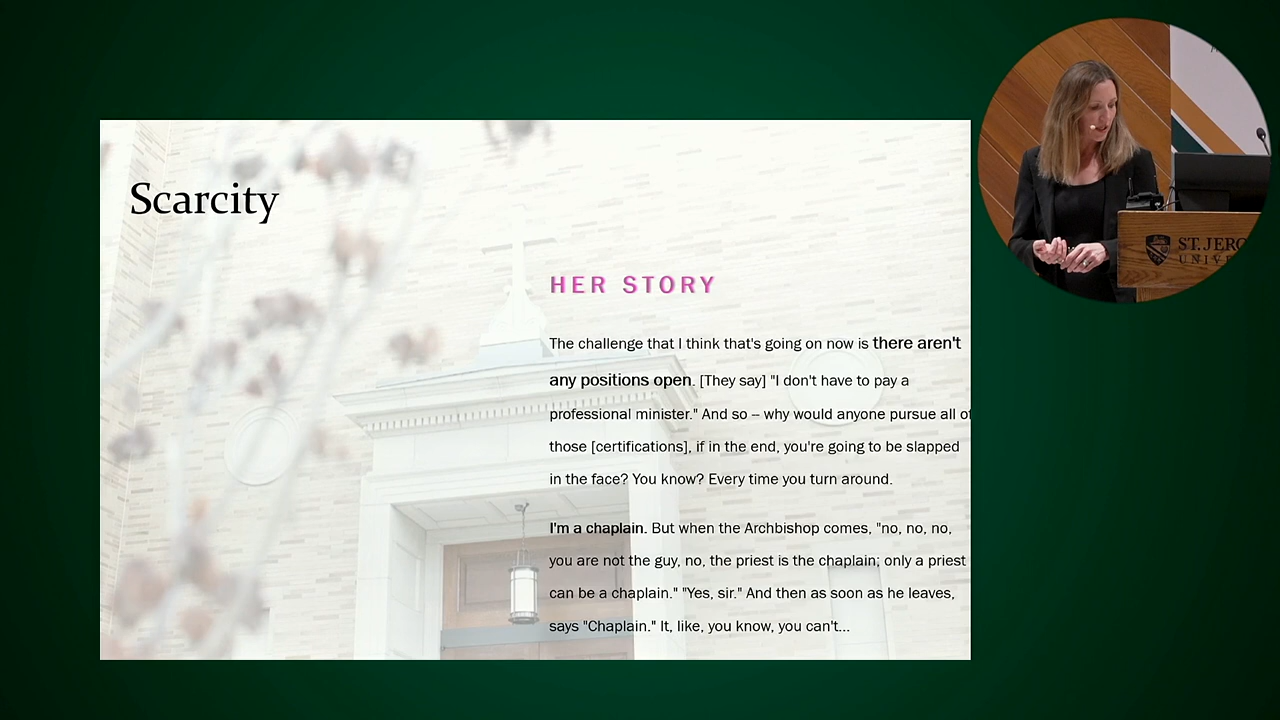 Scarcity
HER STORY
The challenge that I think that's going on now is there aren't
any positions open. [They say] "I don't have to pay a
professional minister." And so -- why would anyone pursue all of
those [certifications], if in the end, you're going to be slapped
in the face? You know? Every time you turn around.
I'm a chaplain. But when the Archbishop comes, "no, no, no,
you are not the guy, no, the priest is the chaplain; only a priest
can be a chaplain." "Yes, sir." And then as soon as he leaves,
says "Chaplain." It, like, you know, you can't...
ST. JERO
UNIVE